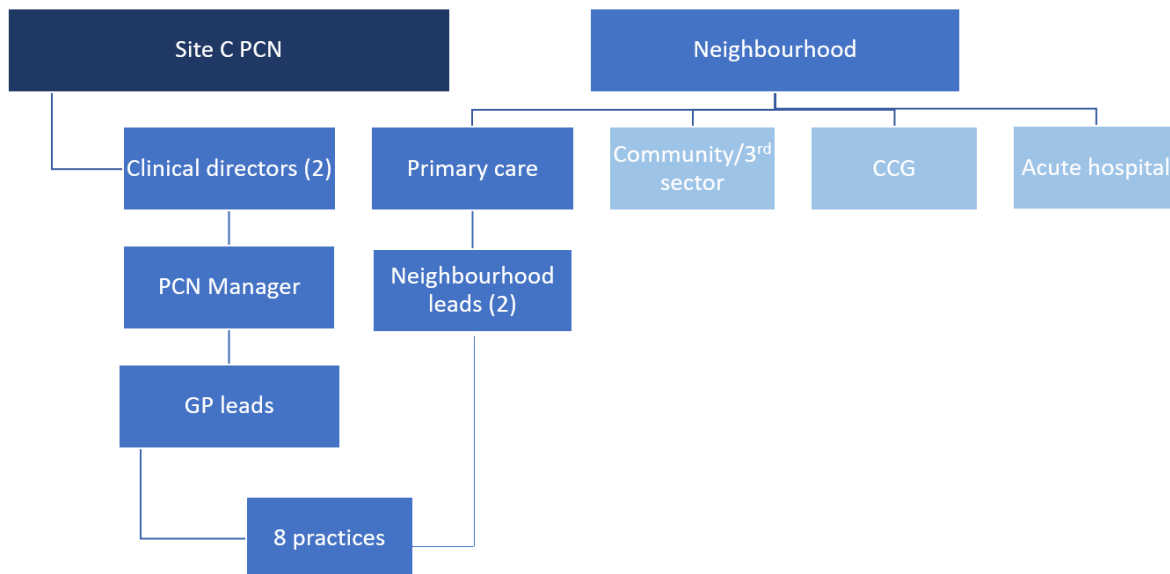 Site C PCN
Neighbourhood
Clinical directors (2)
Primary care
Community/3rd
sector
CCG
Acute hospital
PCN Manager
Neighbourhood
leads (2)
GP leads
8 practices